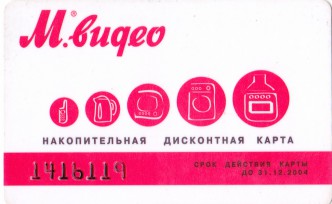 М.видео®
НАКОПИТЕЛЬНАЯ ДИСКОНТНАЯ КАРТА
1416119
СРОК ДЕЙСТВИЯ КАРТЫ
ДО 31.12.2004